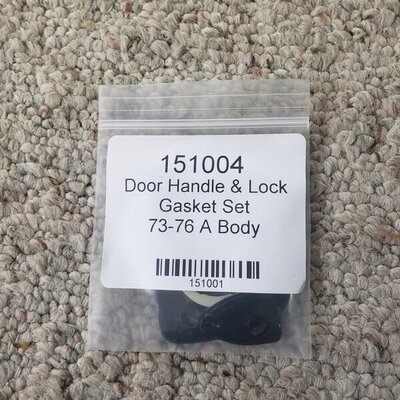 151004
Door Handle & Lock
Gasket Set
73-76 A Body
151001